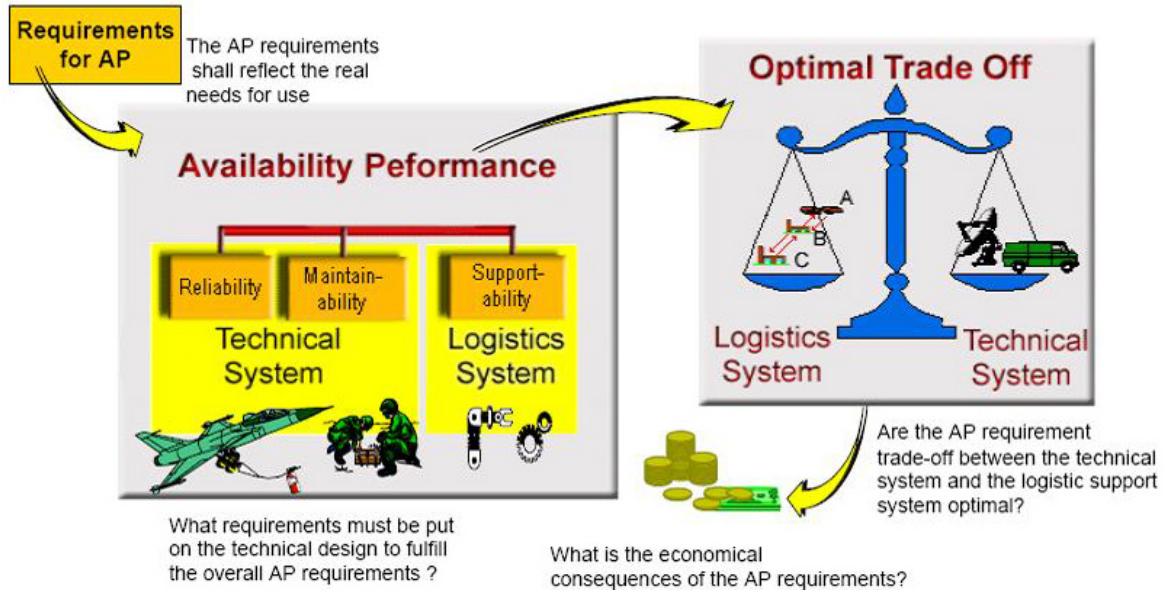 Requirements
for AP
The AP requirements
shall reflect the real
needs for use
Availability Peformance
Reliability
Maintain-
ability
Support-
ability
Technical
System
Logistics
System
What requirements must be put
on the technical design to fulfill
the overall AP requirements ?
Optimal Trade Off
A
B
C
Logistics
System
Technical
System
Are the AP requirement
trade-off between the technical
system and the logistic support
system optimal?
What is the economical
consequences of the AP requirements?